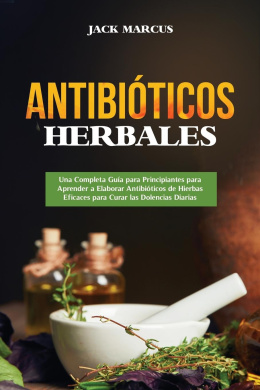 JACK MARCUS
ANTIBIÓTICOS
HERBALES
Una Completa Guía para Principiantes para
Aprender a Elaborar Antibióticos de Hierbas
Eficaces para Curar las Dolencias Diarias